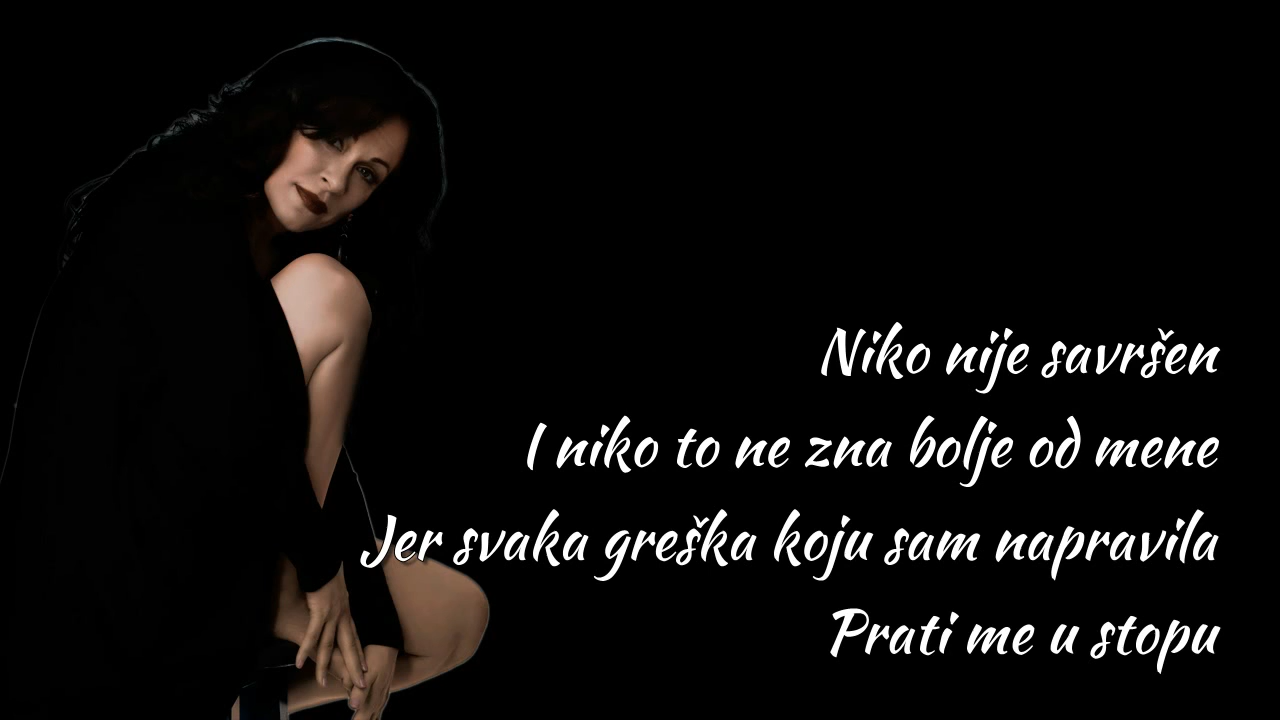 Niko nije savršen
I niko to ne zna bolje od mene
Jer svaka greška koju sam napravila
Prati me u stopu